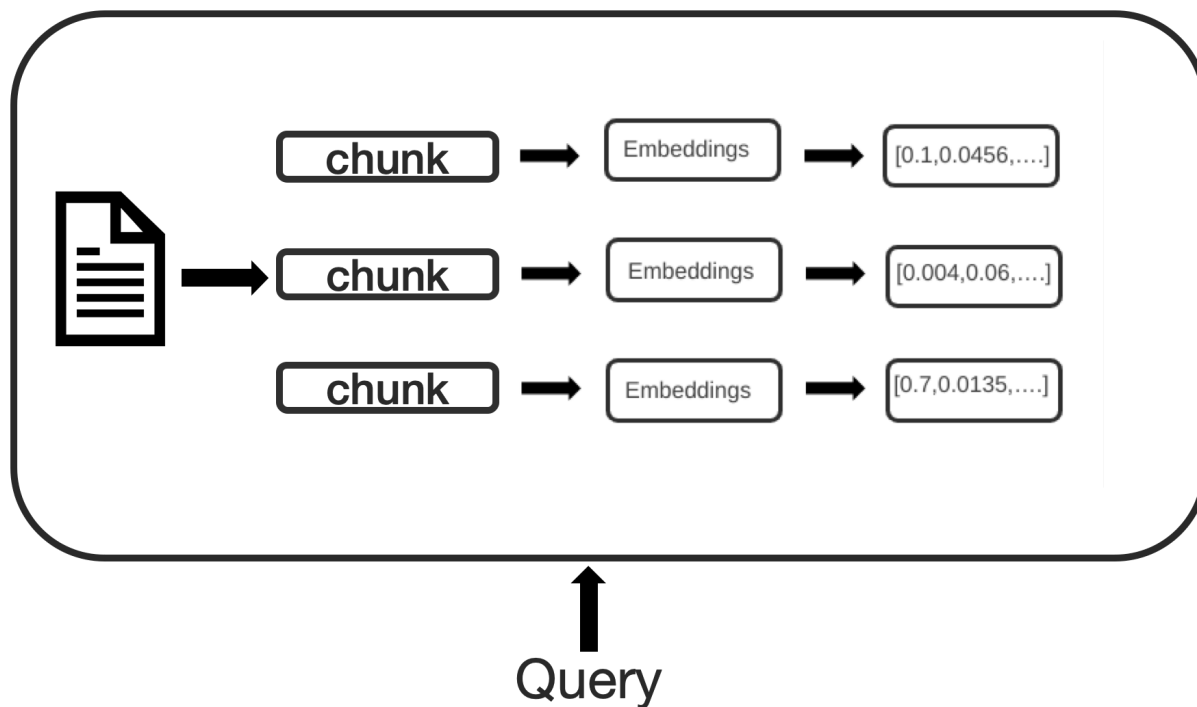 chunk
Embeddings
[0.1,0.0456,....]
chunk
Embeddings
[0.004,0.06,....]
chunk
Embeddings
[0.7,0.0135,....]
Query